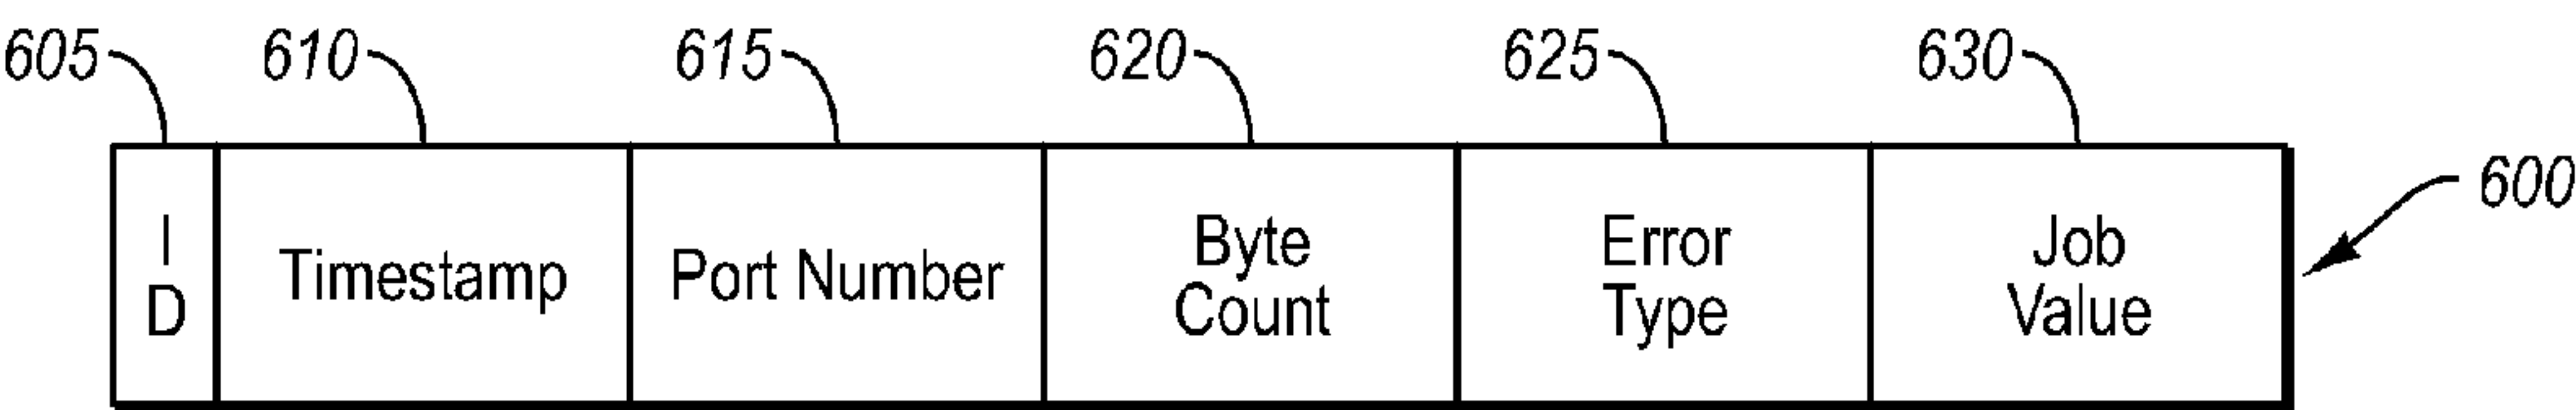 605 610 615 620 625 630
600
I
D
Timestamp
Port Number
Byte
Count
Error
Type
Job
Value